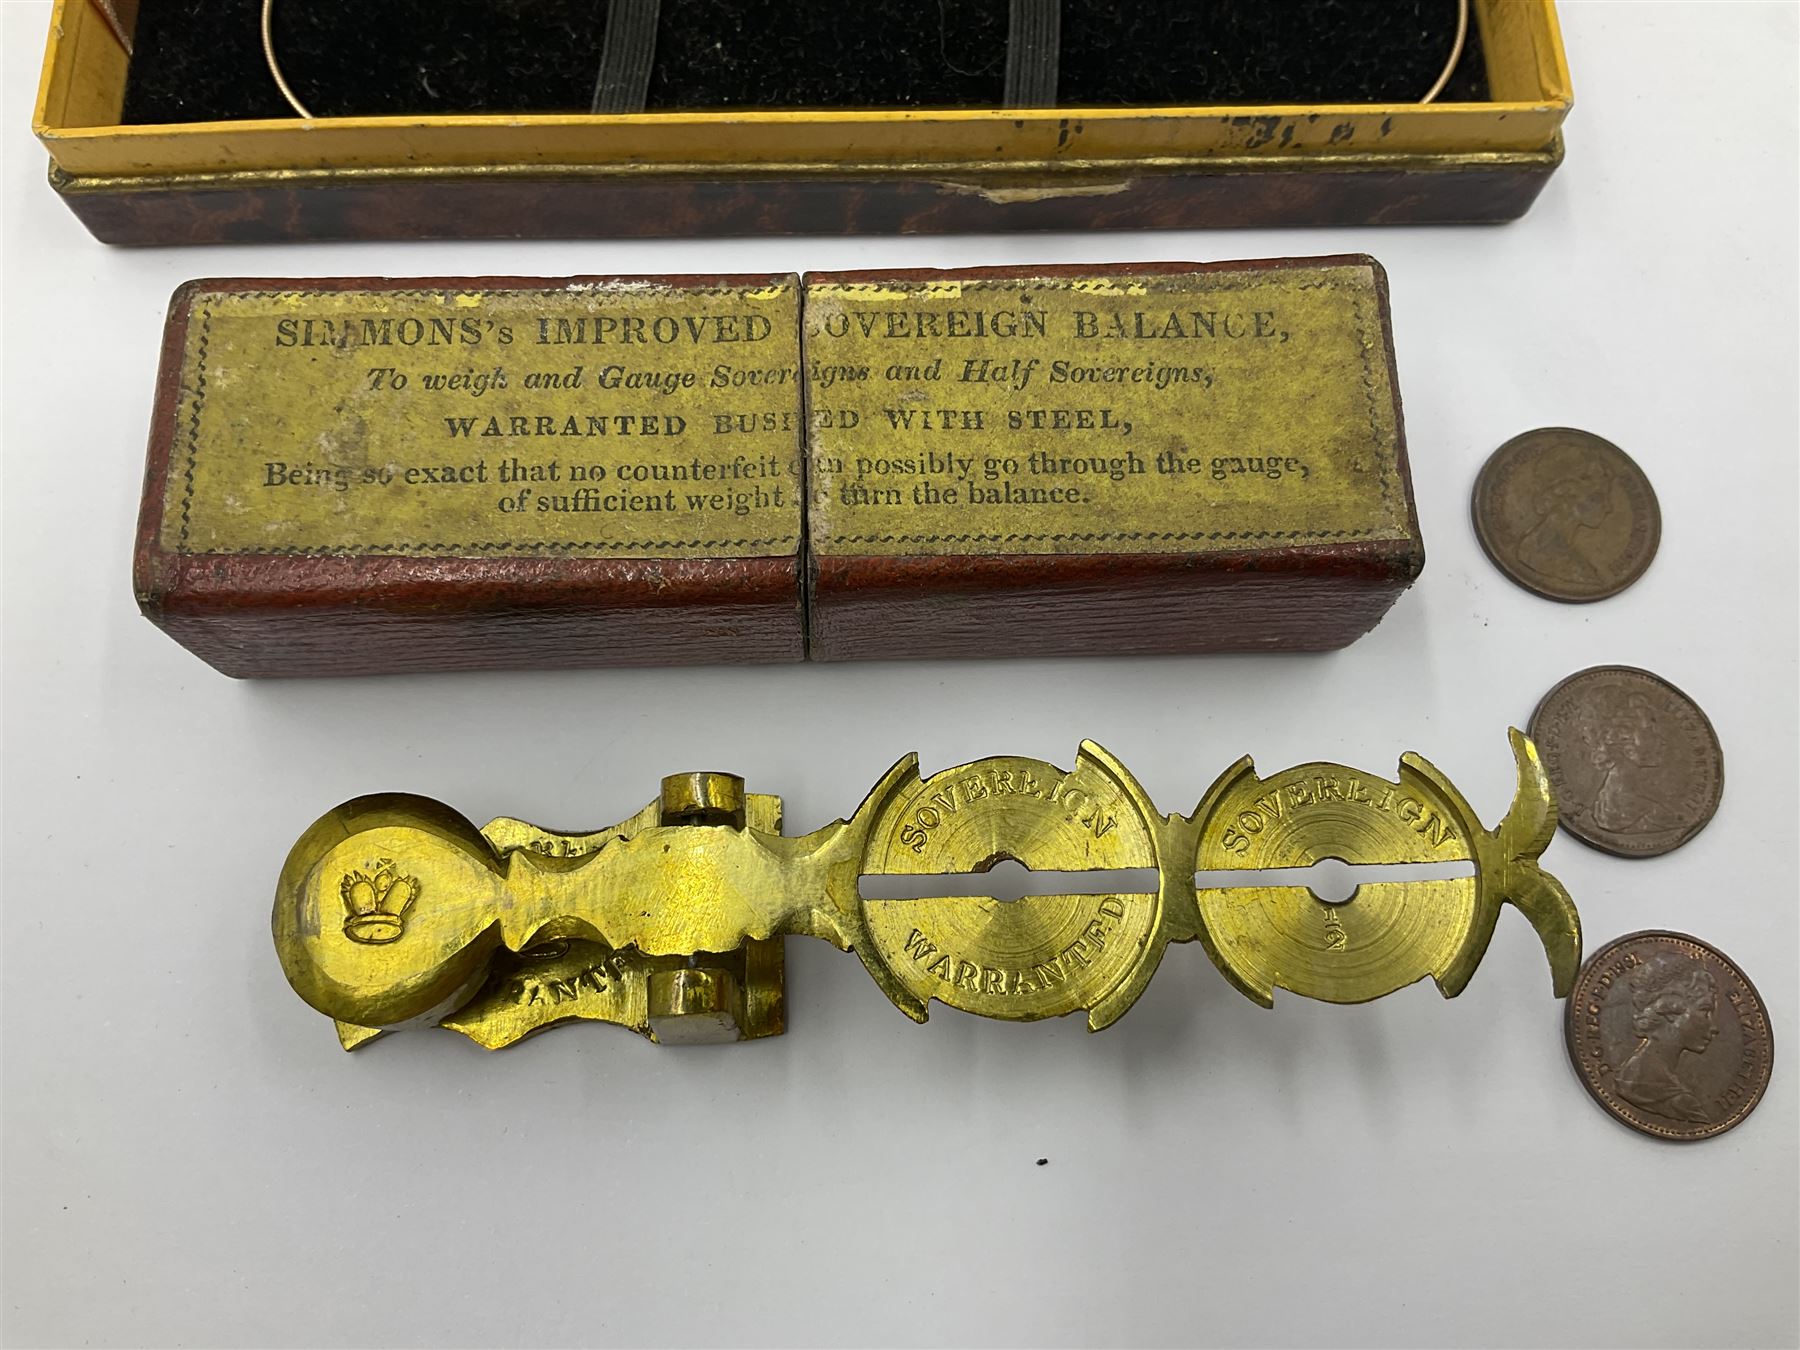 SIMMONS's IMPROVED SOVEREIGN BALANCE,
To weigh and Gauge Sovereigns and Half Sovereigns,
WARRANTED BUSHED WITH STEEL,
Being so exact that no counterfeit can possibly go through the gauge,
of sufficient weight to turn the balance.
SOVEREIGN
WARRANTED
SOVEREIGN
1/2
D·G·REG·F·D·1981
ELIZABETH II